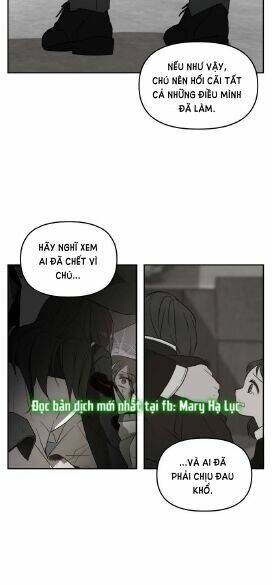 NẾU NHƯ VẬY,
CHÚ NÊN HỐI CẢI TẤT
CẢ NHỮNG ĐIỀU MÌNH
ĐÃ LÀM.
HÃY NGHĨ XEM
AI ĐÃ CHẾT VÌ
CHÚ...
Đọc bản dịch mới nhất tại fb: Mary Hạ Lục
...VÀ AI ĐÃ
PHẢI CHỊU ĐAU
KHỔ.